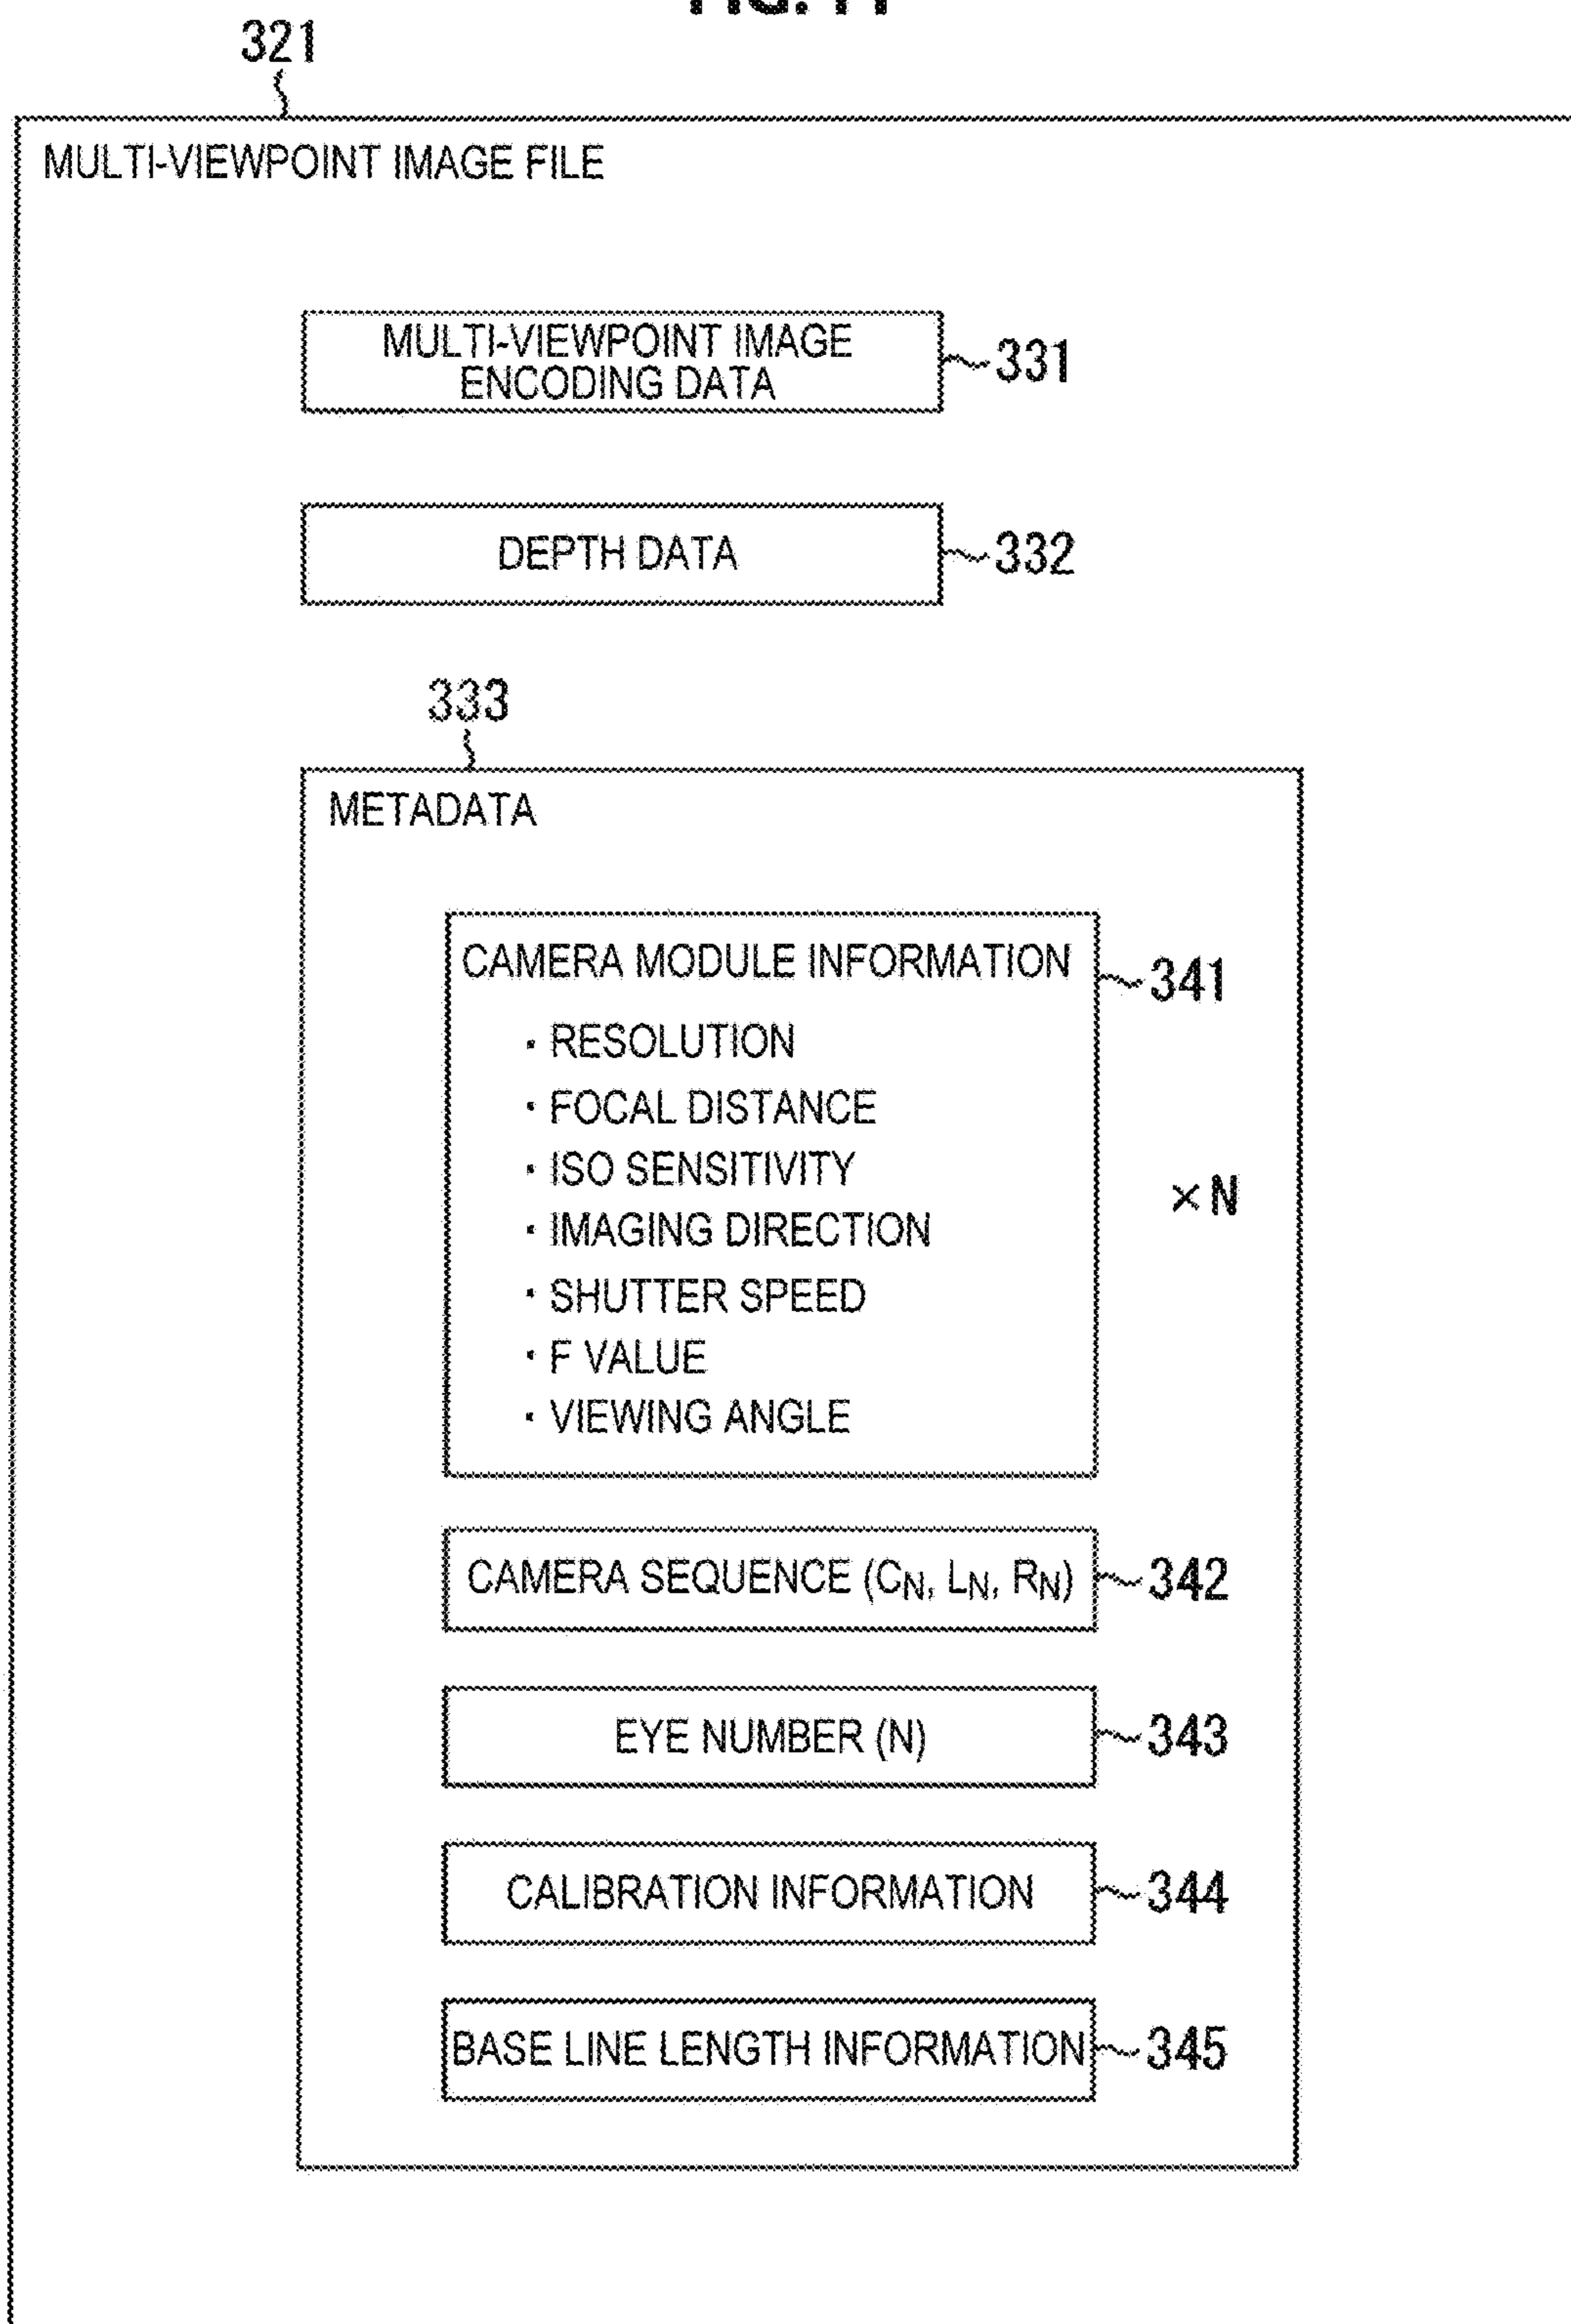 321
MULTI-VIEWPOINT IMAGE FILE
MULTI-VIEWPOINT IMAGE
ENCODING DATA
331
DEPTH DATA
332
333
METADATA
CAMERA MODULE INFORMATION
341
· RESOLUTION
· FOCAL DISTANCE
· ISO SENSITIVITY
· IMAGING DIRECTION
· SHUTTER SPEED
· F VALUE
· VIEWING ANGLE
×N
CAMERA SEQUENCE (CN, LN, RN)
342
EYE NUMBER (N)
343
CALIBRATION INFORMATION
344
BASE LINE LENGTH INFORMATION
345